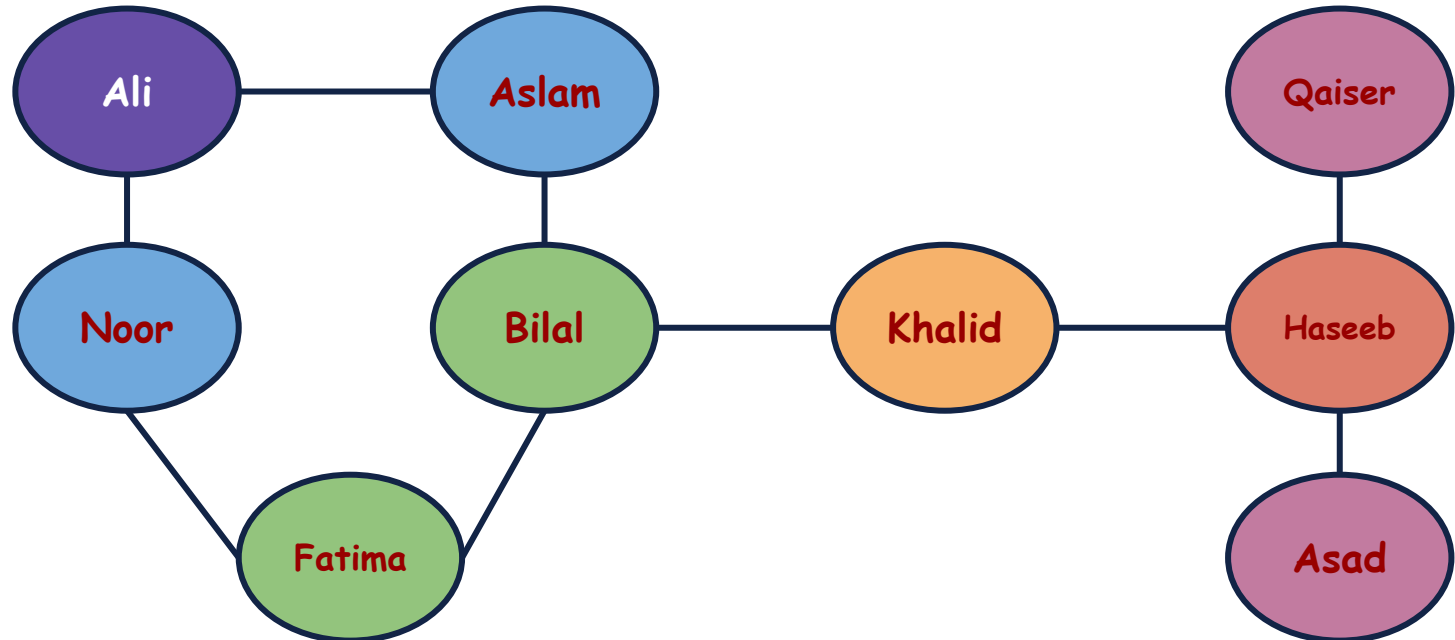 Ali
Aslam
Qaiser
Noor
Bilal
Khalid
Haseeb
Fatima
Asad